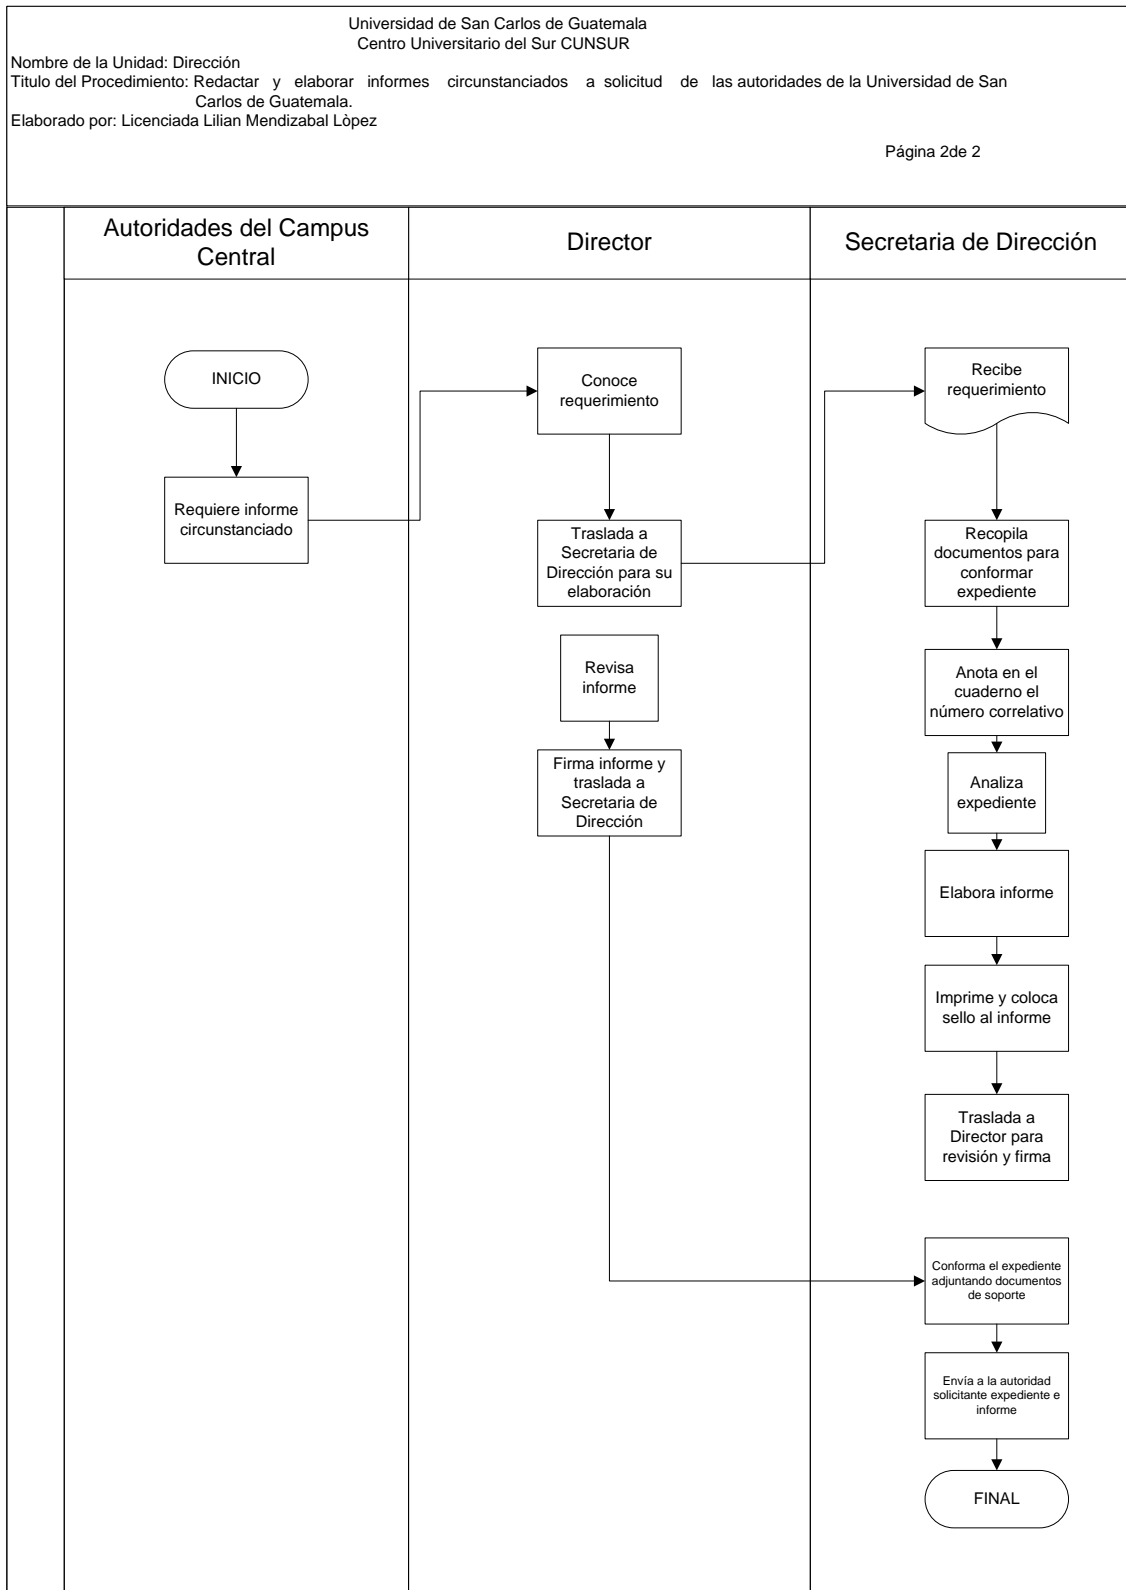 Universidad de San Carlos de Guatemala
Centro Universitario del Sur CUNSUR
Nombre de la Unidad: Dirección
Titulo del Procedimiento: Redactar y elaborar informes circunstanciados a solicitud de las autoridades de la Universidad de San
Carlos de Guatemala.
Elaborado por: Licenciada Lilian Mendizabal Lòpez
Página 2de 2
Autoridades del Campus
Central
Director
Secretaria de Dirección
INICIO
Requiere informe
circunstanciado
Conoce
requerimiento
Traslada a
Secretaria de
Dirección para su
elaboración
Recibe
requerimiento
Recopila
documentos para
conformar
expediente
Anota en el
cuaderno el
número correlativo
Analiza
expediente
Elabora informe
Imprime y coloca
sello al informe
Traslada a
Director para
revisión y firma
Revisa
informe
Firma informe y
traslada a
Secretaria de
Dirección
Conforma el expediente
adjuntando documentos
de soporte
Envía a la autoridad
solicitante expediente e
informe
FINAL